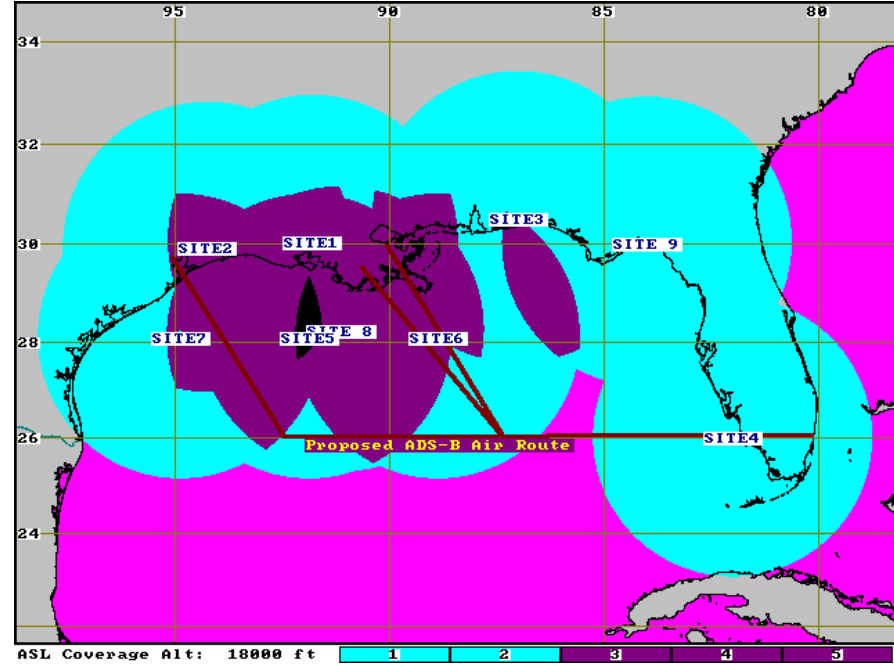 95 90 85 80
34
32
SITE3
30 SITE2 SITE1 SITE 9
SITE 8
28 SITE7 SITE5 SITE6
26 SITE4
Proposed ADS-B Air Route
24
ASL Coverage Alt: 18000 ft 1 2 3 4 5